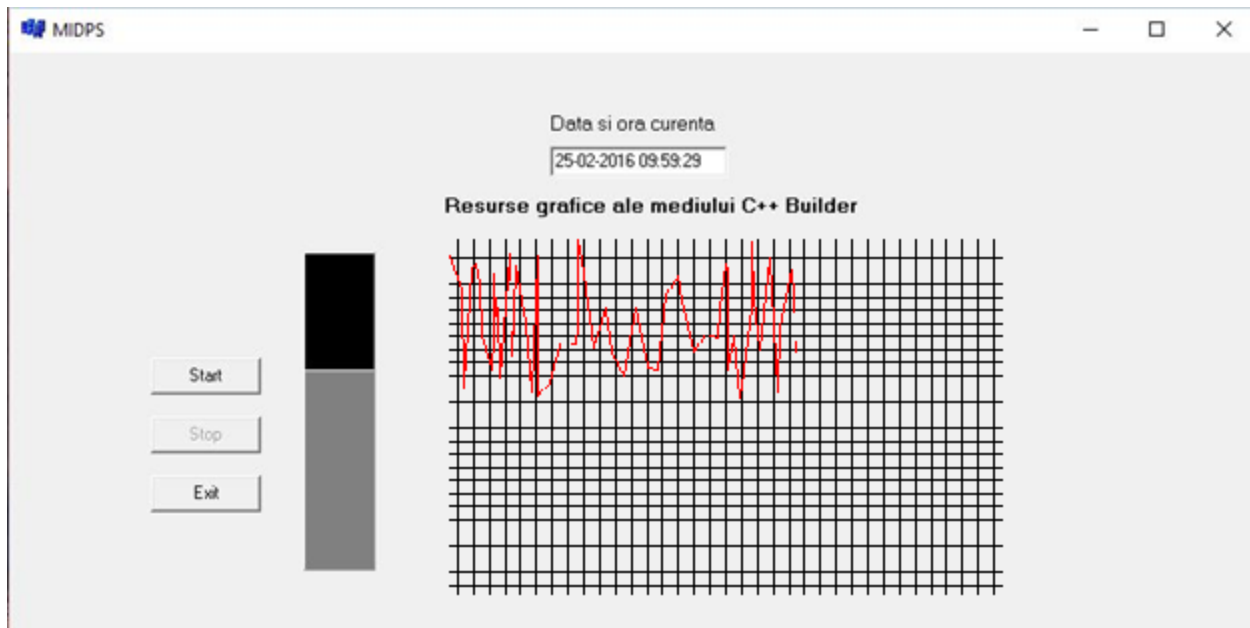 MIDPS
Data si ora curenta
25-02-2016 09:59:29
Resurse grafice ale mediului C++ Builder
Start
Stop
Exit